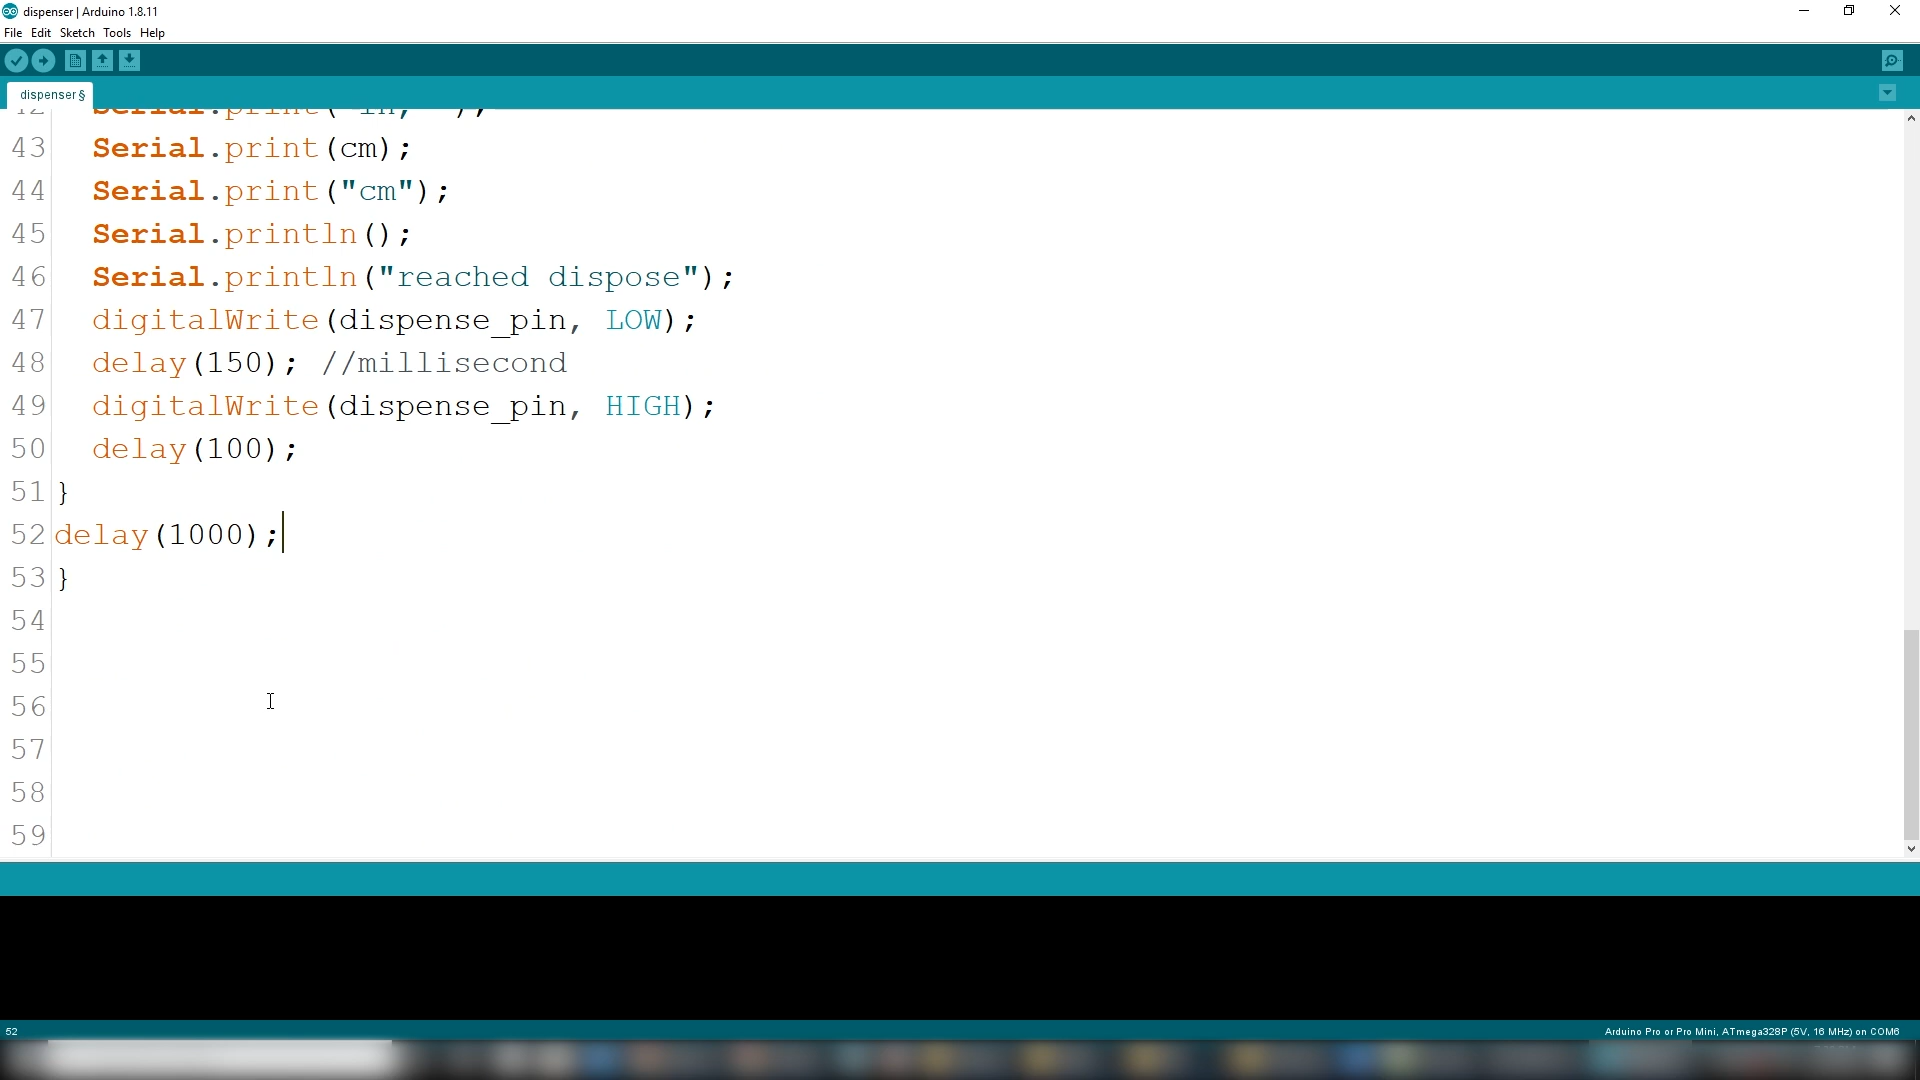 dispenser | Arduino 1.8.11
File Edit Sketch Tools Help
dispenser §
43 Serial.print(cm);
44 Serial.print("cm");
45 Serial.println();
46 Serial.println("reached dispose");
47 digitalWrite(dispense_pin, LOW);
48 delay(150); //millisecond
49 digitalWrite(dispense_pin, HIGH);
50 delay(100);
51 }
52 delay(1000);
53 }
54
55
56
57
58
59
52
Arduino Pro or Pro Mini, ATmega328P (5V, 16 MHz) on COM6